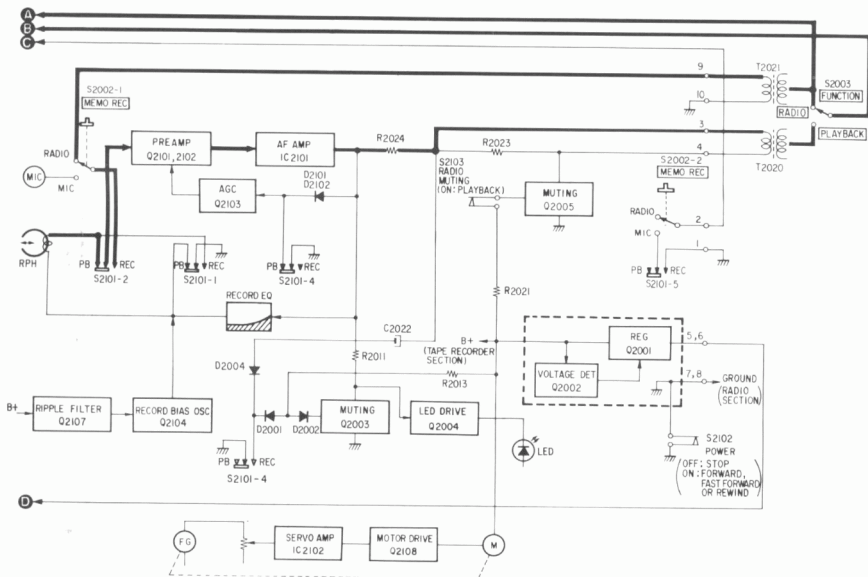 A
B
C
9
T2021
S2003
FUNCTION
S2002-1
MEMO REC
10
RADIO
3
PLAYBACK
PREAMP
Q2101, 2102
AF AMP
IC2101
R2024
R2023
4
T2020
RADIO
MIC
MIC
AGC
Q2103
D2101
D2102
S2103
RADIO
MUTING
(ON: PLAYBACK)
MUTING
Q2005
S2002-2
MEMO REC
RADIO
2
MIC
1
RPH
PB
REC
S2101-2
PB
REC
S2101-1
PB
REC
S2101-4
PB
REC
S2101-5
RECORD EQ
R2021
C2022
B+
(TAPE RECORDER
SECTION)
REG
Q2001
5,6
R2011
D2004
R2013
VOLTAGE DET
Q2002
7,8
GROUND
(RADIO
SECTION)
B+
RIPPLE FILTER
Q2107
RECORD BIAS OSC
Q2104
D2001
D2002
MUTING
Q2003
LED DRIVE
Q2004
LED
S2102
POWER
(OFF: STOP
ON: FORWARD,
FAST FORWARD
OR REWIND)
PB
REC
S2101-4
D
FG
SERVO AMP
IC2102
MOTOR DRIVE
Q2108
M